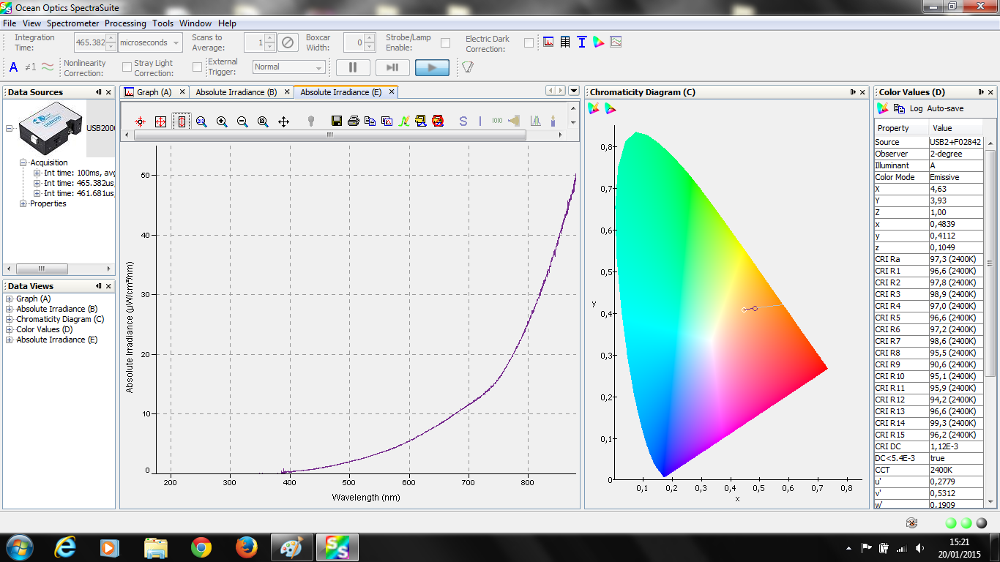 Ocean Optics SpectraSuite
File View Spectrometer Processing Tools Window Help
Integration Time: 465.382 microseconds Scans to Average: 1 Boxcar Width: 0 Strobe/Lamp Enable: Electric Dark Correction:
A ≠1 Nonlinearity Correction: Stray Light Correction: External Trigger: Normal
Data Sources
USB200
Acquisition
Int time: 100ms, avg
Int time: 465.382us,
Int time: 461.681us,
Properties
Data Views
Graph (A)
Absolute Irradiance (B)
Chromaticity Diagram (C)
Color Values (D)
Absolute Irradiance (E)
Graph (A) Absolute Irradiance (B) Absolute Irradiance (E)
S I 1010
Absolute Irradiance (µW/cm²/nm)
50
40
30
20
10
0
200 300 400 500 600 700 800
Wavelength (nm)
Chromaticity Diagram (C)
0,8
0,7
0,6
0,5
y
0,4
0,3
0,2
0,1
0
0,1 0,2 0,3 0,4 0,5 0,6 0,7 0,8
x
Color Values (D)
Log Auto-save
Property Value
Source USB2+F02842
Observer 2-degree
Illuminant A
Color Mode Emissive
X 4,63
Y 3,93
Z 1,00
x 0,4839
y 0,4112
z 0,1049
CRI Ra 97,3 (2400K)
CRI R1 96,6 (2400K)
CRI R2 97,8 (2400K)
CRI R3 98,9 (2400K)
CRI R4 97,0 (2400K)
CRI R5 96,6 (2400K)
CRI R6 97,2 (2400K)
CRI R7 98,6 (2400K)
CRI R8 95,5 (2400K)
CRI R9 90,6 (2400K)
CRI R10 95,1 (2400K)
CRI R11 95,9 (2400K)
CRI R12 94,2 (2400K)
CRI R13 96,6 (2400K)
CRI R14 99,3 (2400K)
CRI R15 96,2 (2400K)
CRI DC 1,12E-3
DC<5.4E-3 true
CCT 2400K
u' 0,2779
v' 0,5312
w' 0,1909
15:21
20/01/2015